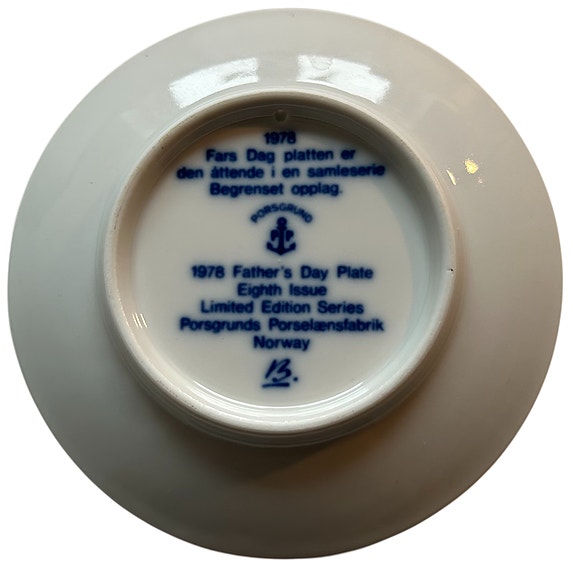 1978
Fars Dag platten er
den åttende i en samleserie
Begrenset opplag.
PORSGRUND
1978 Father's Day Plate
Eighth Issue
Limited Edition Series
Porsgrunds Porselænsfabrik
Norway
B.